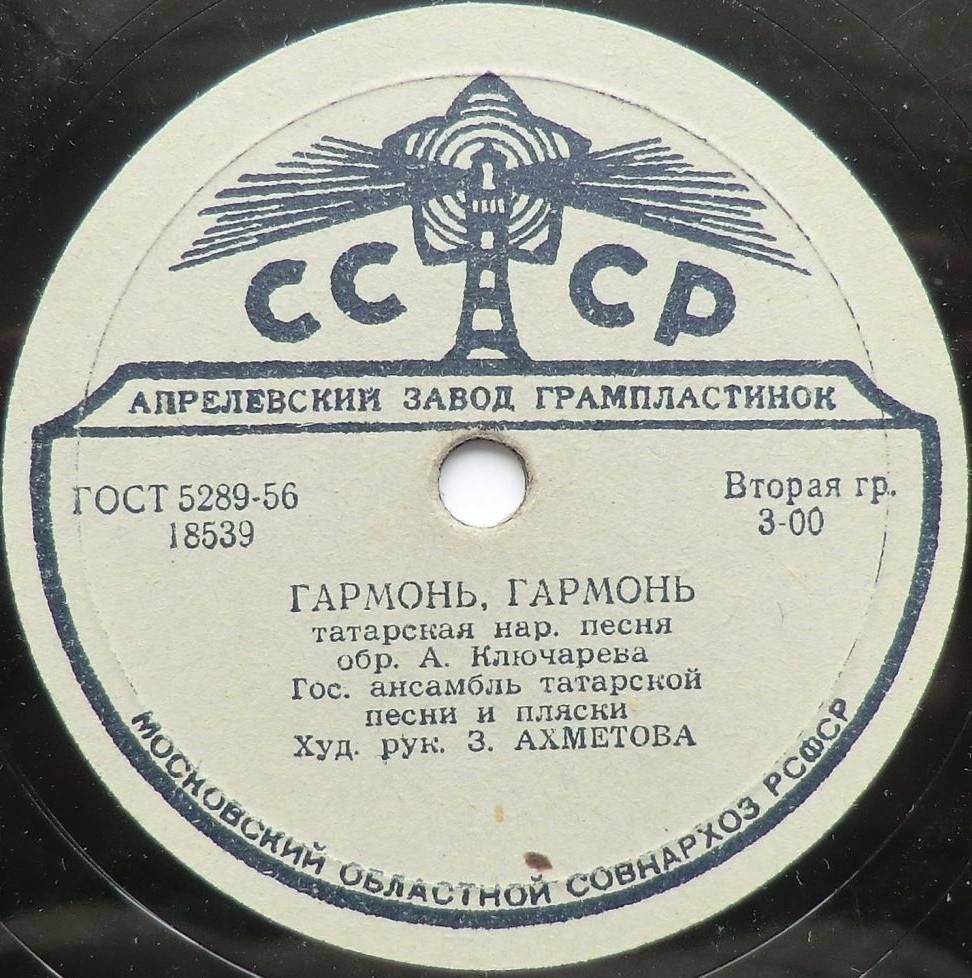 СССР
АПРЕЛЕВСКИЙ ЗАВОД ГРАМПЛАСТИНОК
ГОСТ 5289-56
18539
Вторая гр.
3-00
ГАРМОНЬ, ГАРМОНЬ
татарская нар. песня
обр. А. Ключарева
Гос. ансамбль татарской
песни и пляски
Худ. рук. З. АХМЕТОВА
МОСКОВСКИЙ ОБЛАСТНОЙ СОВНАРХОЗ РСФСР